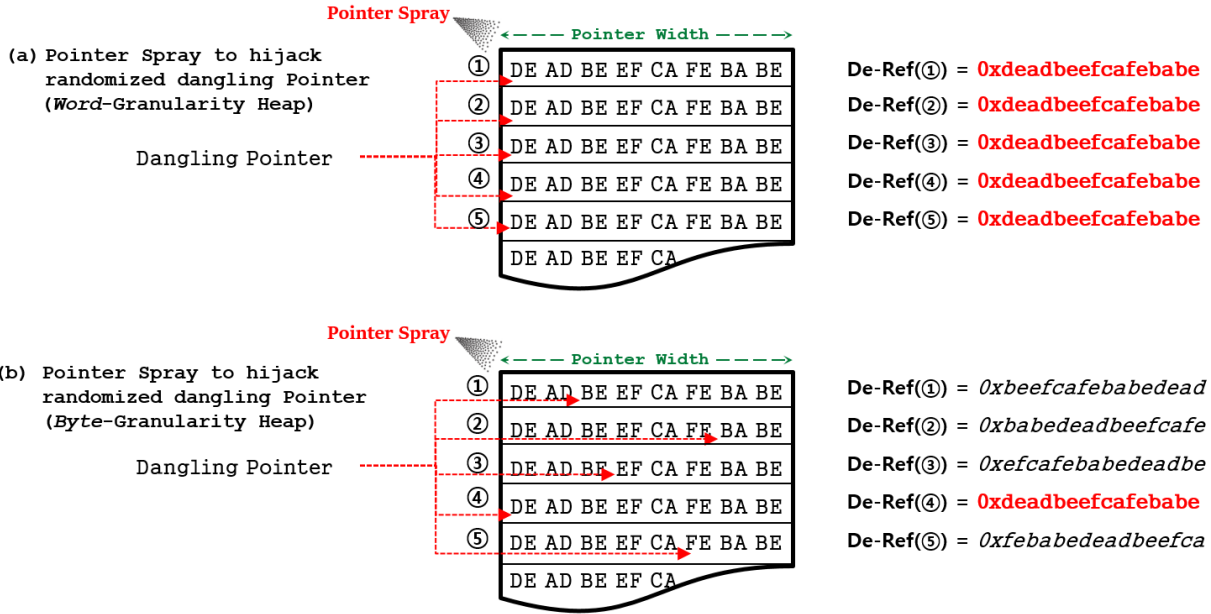 Pointer Spray
Pointer Width
(a) Pointer Spray to hijack
randomized dangling Pointer
(Word-Granularity Heap)
Dangling Pointer
① DE AD BE EF CA FE BA BE
② DE AD BE EF CA FE BA BE
③ DE AD BE EF CA FE BA BE
④ DE AD BE EF CA FE BA BE
⑤ DE AD BE EF CA FE BA BE
DE AD BE EF CA
De-Ref(①) = 0xdeadbeefcafebabe
De-Ref(②) = 0xdeadbeefcafebabe
De-Ref(③) = 0xdeadbeefcafebabe
De-Ref(④) = 0xdeadbeefcafebabe
De-Ref(⑤) = 0xdeadbeefcafebabe
Pointer Spray
Pointer Width
(b) Pointer Spray to hijack
randomized dangling Pointer
(Byte-Granularity Heap)
Dangling Pointer
① DE AD BE EF CA FE BA BE
② DE AD BE EF CA FE BA BE
③ DE AD BE EF CA FE BA BE
④ DE AD BE EF CA FE BA BE
⑤ DE AD BE EF CA FE BA BE
DE AD BE EF CA
De-Ref(①) = 0xbeefcafebabedead
De-Ref(②) = 0xbabedeadbeefcafe
De-Ref(③) = 0xefcafebabedeadbe
De-Ref(④) = 0xdeadbeefcafebabe
De-Ref(⑤) = 0xfebabedeadbeefca